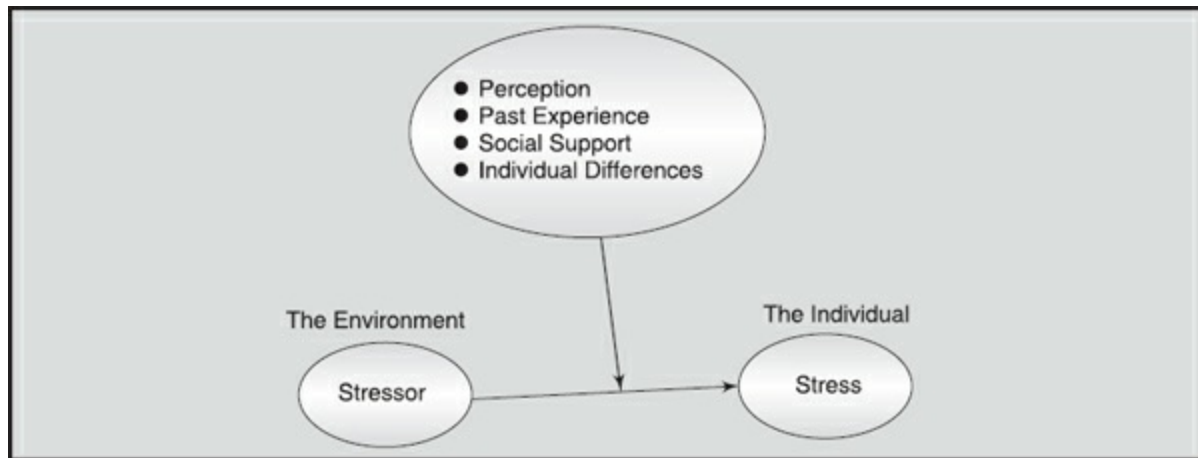 ● Perception
● Past Experience
● Social Support
● Individual Differences
The Environment
The Individual
Stressor
Stress